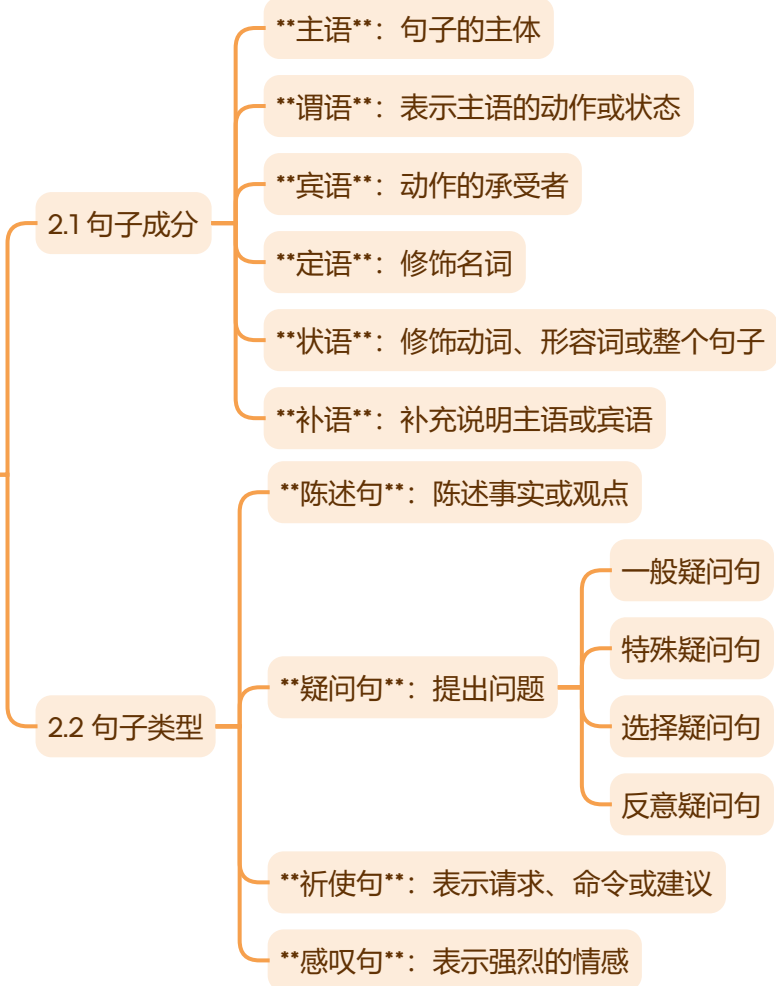 2.1 句子成分
**主语**：句子的主体
**谓语**：表示主语的动作或状态
**宾语**：动作的承受者
**定语**：修饰名词
**状语**：修饰动词、形容词或整个句子
**补语**：补充说明主语或宾语
2.2 句子类型
**陈述句**：陈述事实或观点
**疑问句**：提出问题
一般疑问句
特殊疑问句
选择疑问句
反意疑问句
**祈使句**：表示请求、命令或建议
**感叹句**：表示强烈的情感